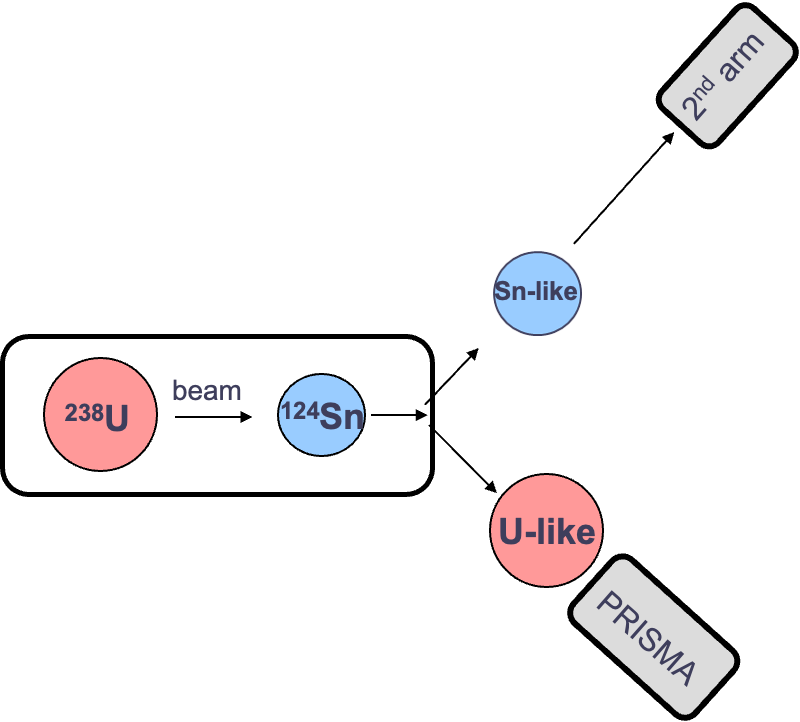 2nd arm
Sn-like
beam
238U
124Sn
U-like
PRISMA